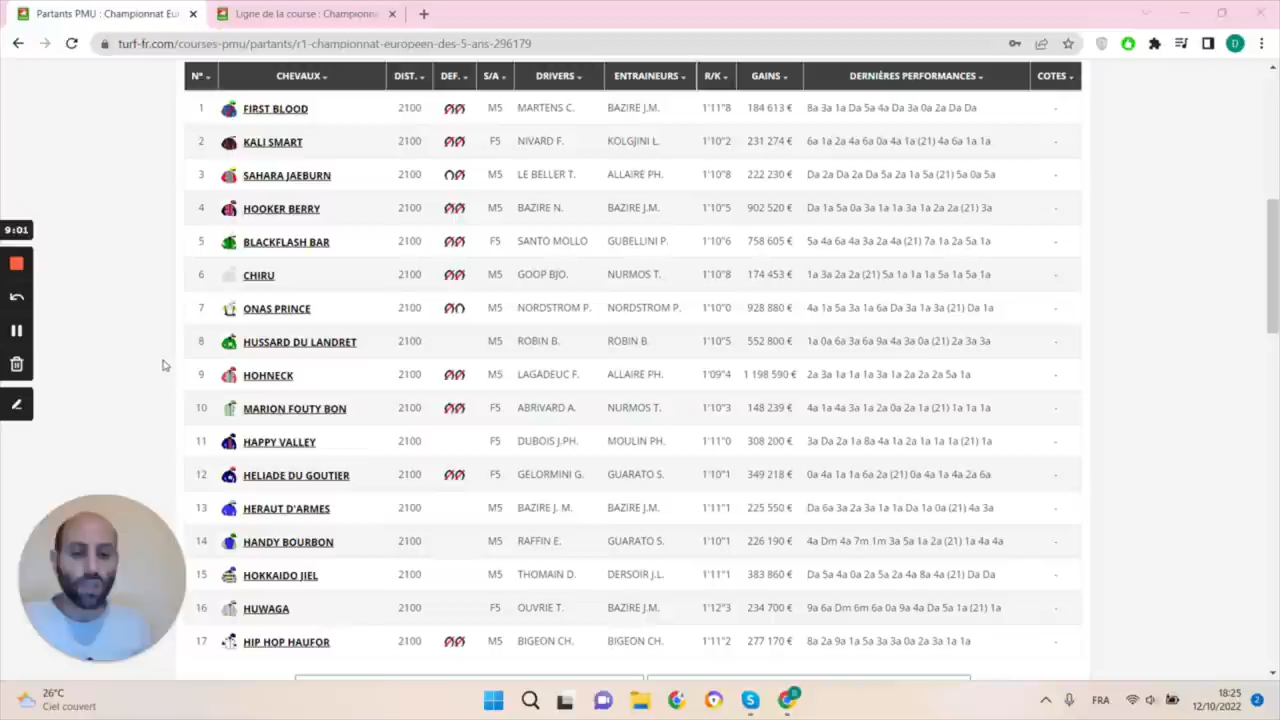 Partants PMU : Championnat Eu
Ligne de la course : Championna
turf-fr.com/courses-pmu/partants/r1-championnat-europeen-des-5-ans-296179
N° CHEVAUX DIST. DEF. S/A DRIVERS ENTRAINEURS R/K GAINS DERNIÈRES PERFORMANCES COTES
1 FIRST BLOOD 2100 M5 MARTENS C. BAZIRE J.M. 1'11"8 184 613 € 8a 3a 1a Da 5a 4a Da 3a 0a 2a Da Da -
2 KALI SMART 2100 F5 NIVARD F. KOLGJINI L. 1'10"2 231 274 € 6a 1a 2a 4a 6a 0a 4a 1a (21) 4a 6a 1a 1a -
3 SAHARA JAEBURN 2100 M5 LE BELLER T. ALLAIRE PH. 1'10"8 222 230 € Da 2a Da 2a Da 5a 2a 1a 5a (21) 5a 0a 5a -
4 HOOKER BERRY 2100 M5 BAZIRE N. BAZIRE J.M. 1'10"5 902 520 € Da 1a 5a 0a 3a 1a 1a 3a 1a 2a 2a (21) 3a -
5 BLACKFLASH BAR 2100 F5 SANTO MOLLO GUBELLINI P. 1'10"6 758 605 € 5a 4a 6a 4a 3a 2a 4a (21) 7a 1a 2a 5a 1a -
6 CHIRU 2100 M5 GOOP BJO. NURMOS T. 1'10"8 174 453 € 1a 3a 2a 2a (21) 5a 1a 1a 1a 5a 1a 5a 1a -
7 ONAS PRINCE 2100 M5 NORDSTROM P. NORDSTROM P. 1'10"0 928 880 € 4a 1a 5a 3a 1a 6a Da 3a 1a 3a (21) Da 1a -
8 HUSSARD DU LANDRET 2100 M5 ROBIN B. ROBIN B. 1'10"5 552 800 € 1a 0a 6a 3a 6a 9a 4a 3a 0a (21) 2a 3a 3a -
9 HOHNECK 2100 M5 LAGADEUC F. ALLAIRE PH. 1'09"4 1 198 590 € 2a 3a 1a 1a 1a 3a 1a 2a 2a 2a 5a 1a -
10 MARION FOUTY BON 2100 F5 ABRIVARD A. NURMOS T. 1'10"3 148 239 € 4a 1a 4a 3a 1a 2a 0a 2a 1a (21) 1a 1a 1a -
11 HAPPY VALLEY 2100 F5 DUBOIS J.PH. MOULIN PH. 1'11"0 308 200 € 3a Da 2a 1a 8a 4a 1a 2a 1a 1a 1a (21) 1a -
12 HELIADE DU GOUTIER 2100 F5 GELORMINI G. GUARATO S. 1'10"1 349 218 € 0a 4a 1a 1a 6a 2a (21) 0a 4a 1a 4a 2a 6a -
13 HERAUT D'ARMES 2100 M5 BAZIRE J. M. BAZIRE J.M. 1'11"1 225 550 € Da 6a 3a 2a 3a 1a 1a Da 1a 0a (21) 4a 3a -
14 HANDY BOURBON 2100 M5 RAFFIN E. GUARATO S. 1'10"1 226 190 € 4a Dm 4a 7m 1m 3a 5a 1a 2a (21) 1a 4a 4a -
15 HOKKAIDO JIEL 2100 M5 THOMAIN D. DERSOIR J.L. 1'11"1 383 860 € Da 5a 4a 0a 2a 5a 2a 4a 8a 4a (21) Da Da -
16 HUWAGA 2100 F5 OUVRIE T. BAZIRE J.M. 1'12"3 234 700 € 9a 6a Dm 6m 6a 0a 9a 4a Da 5a 1a (21) 1a -
17 HIP HOP HAUFOR 2100 M5 BIGEON CH. BIGEON CH. 1'11"2 277 170 € 8a 2a 9a 1a 5a 3a 3a 0a 2a 3a 1a 1a -
9:01
D
26°C
Ciel couvert
FRA
18:25
12/10/2022
2